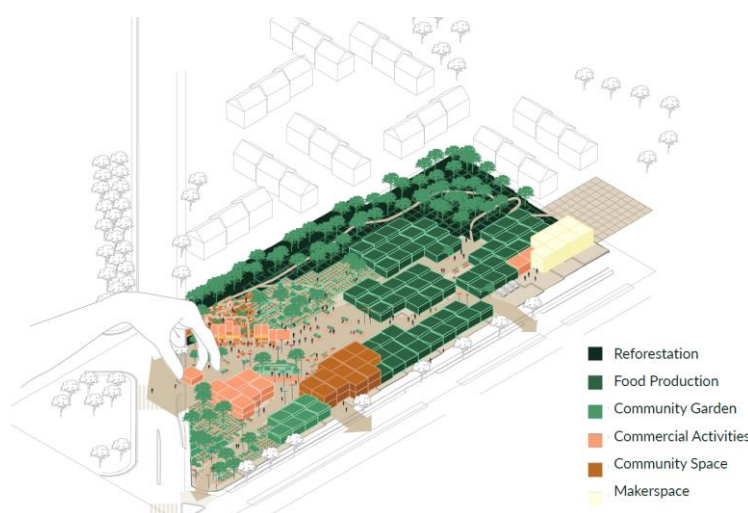 Reforestation
Food Production
Community Garden
Commercial Activities
Community Space
Makerspace